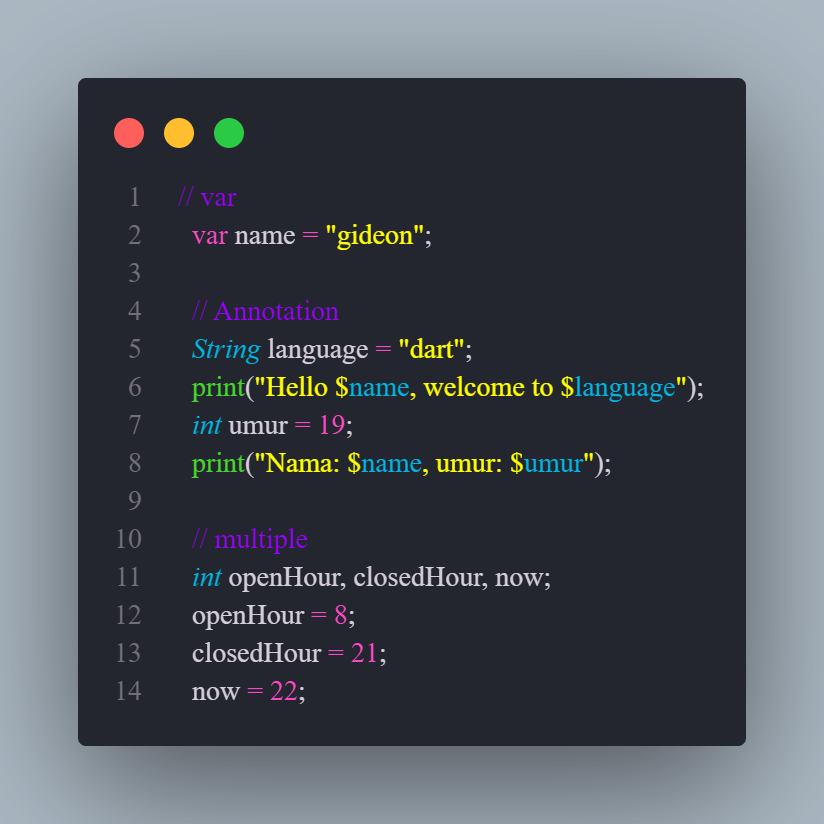 1 // var
2 var name = "gideon";
3
4 // Annotation
5 String language = "dart";
6 print("Hello $name, welcome to $language");
7 int umur = 19;
8 print("Nama: $name, umur: $umur");
9
10 // multiple
11 int openHour, closedHour, now;
12 openHour = 8;
13 closedHour = 21;
14 now = 22;